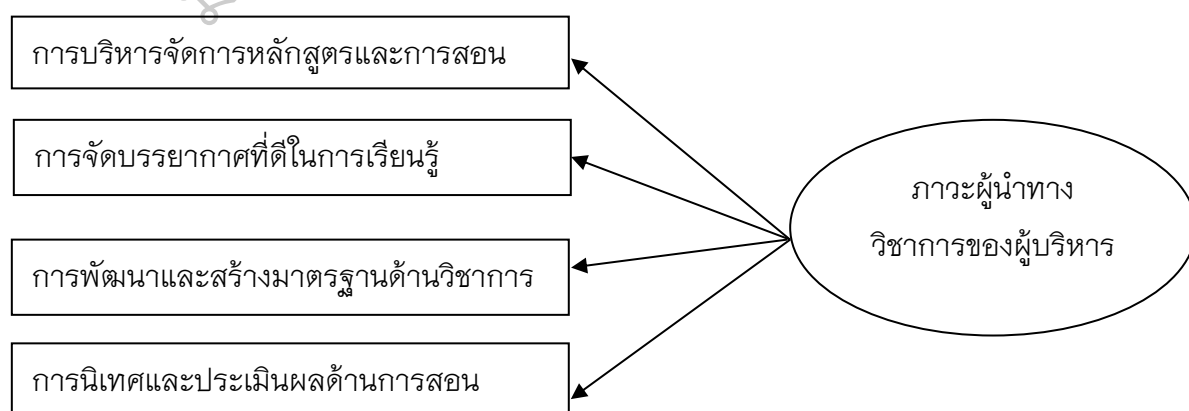 การบริหารจัดการหลักสูตรและการสอน
การจัดบรรยากาศที่ดีในการเรียนรู้
การพัฒนาและสร้างมาตรฐานด้านวิชาการ
การนิเทศและประเมินผลด้านการสอน
ภาวะผู้นำทาง
วิชาการของผู้บริหาร